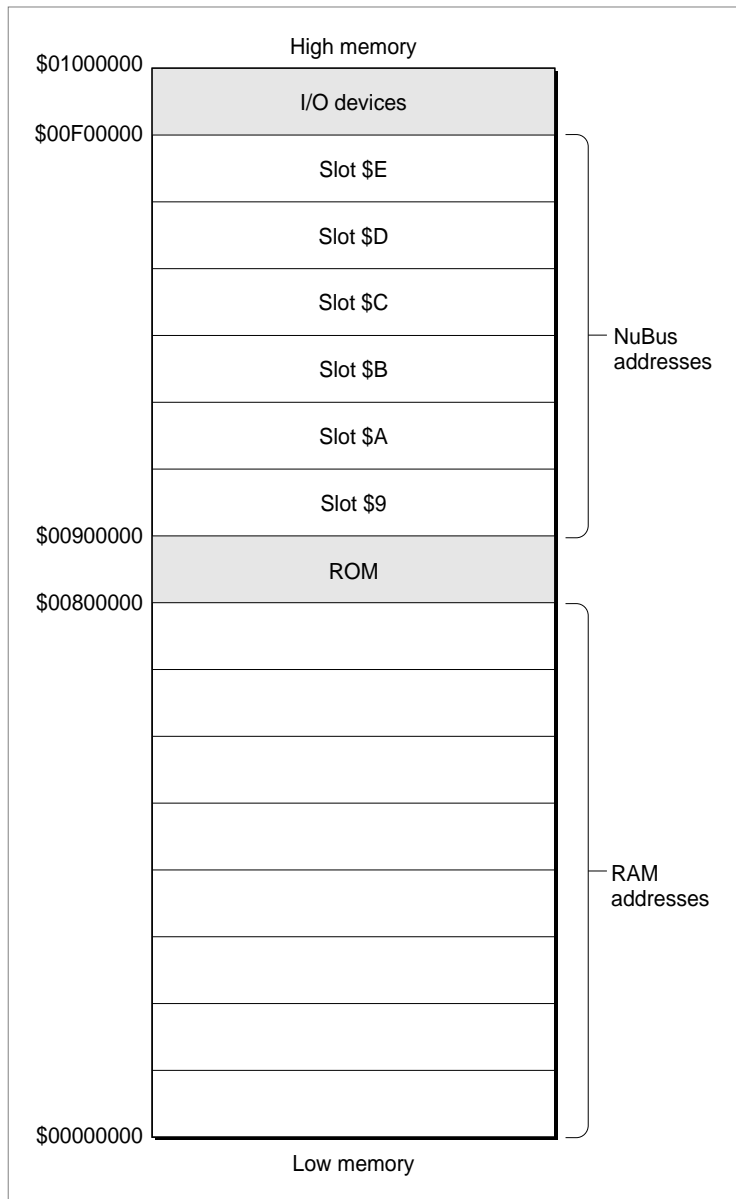 High memory
$01000000
I/O devices
$00F00000
Slot $E
Slot $D
Slot $C
Slot $B
NuBus
addresses
Slot $A
Slot $9
$00900000
ROM
$00800000
RAM
addresses
$00000000
Low memory